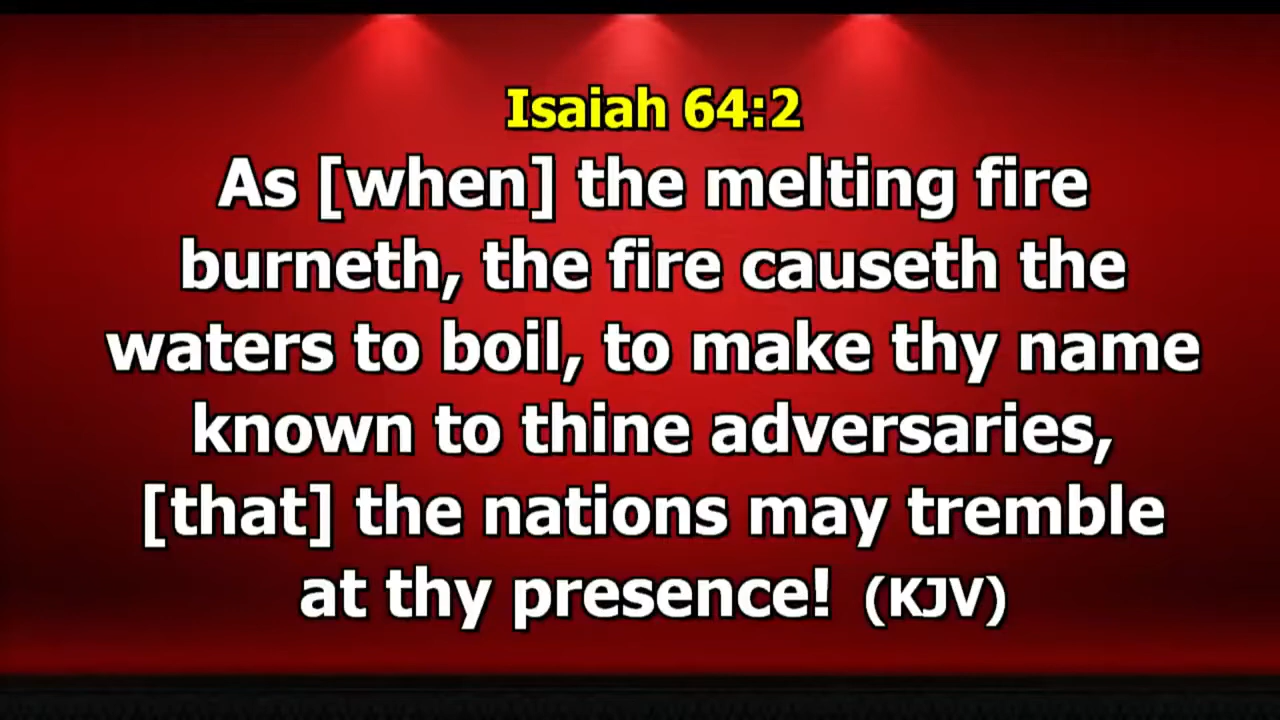 Isaiah 64:2
As [when] the melting fire
burneth, the fire causeth the
waters to boil, to make thy name
known to thine adversaries,
[that] the nations may tremble
at thy presence! (KJV)